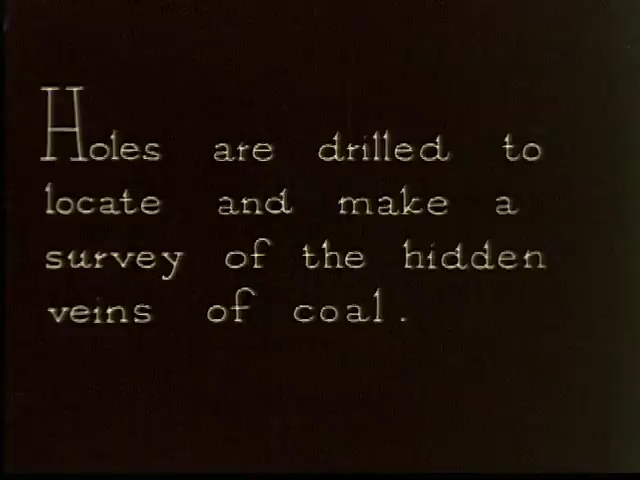 Holes are drilled to
locate and make a
survey of the hidden
veins of coal.